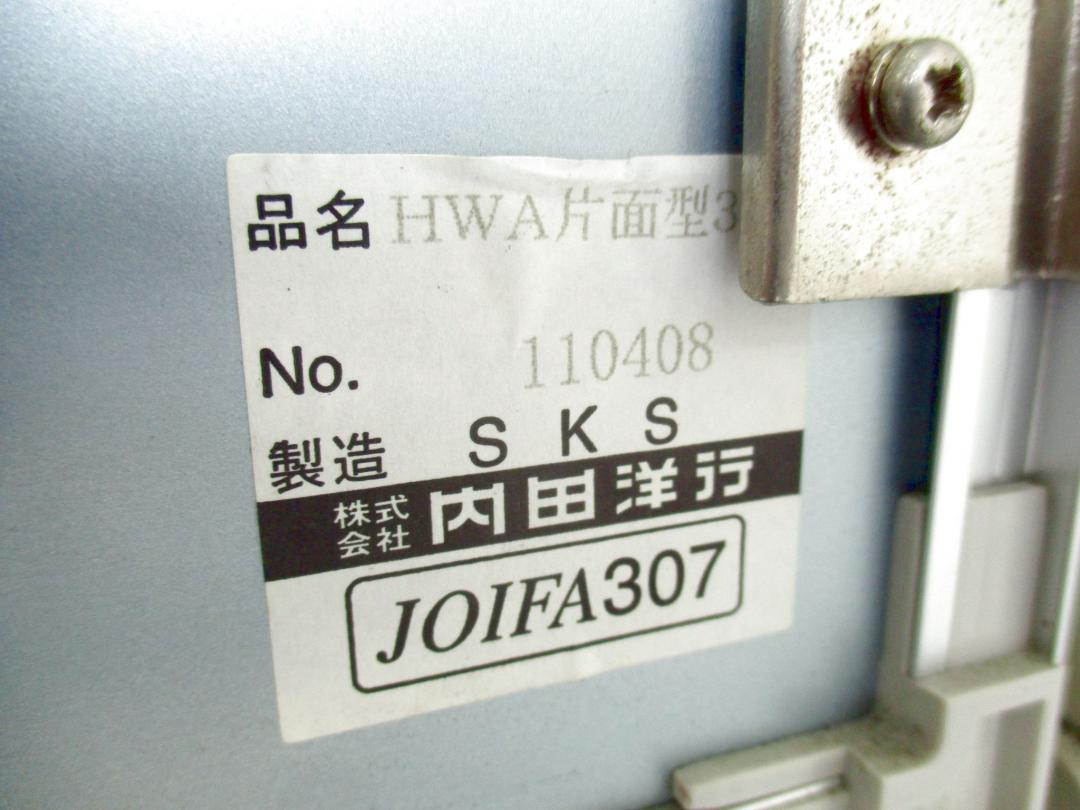 品名 HWA片面型3
No. 110408
製造 SKS
株式会社 内田洋行
JOIFA307